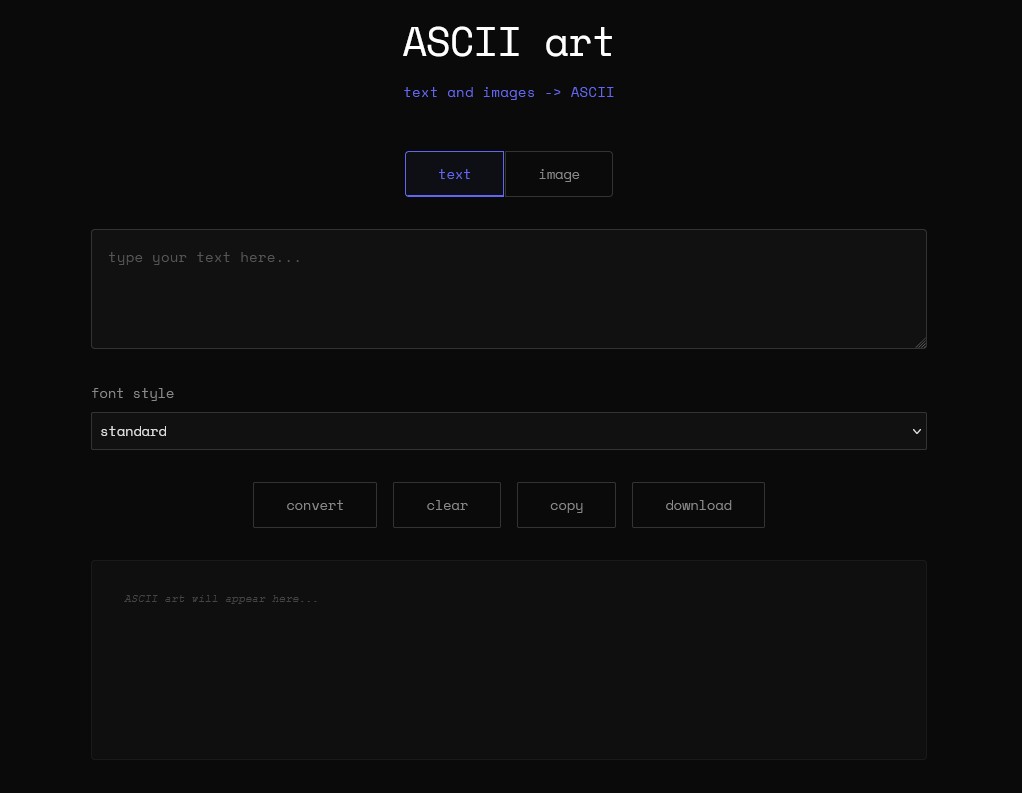 ASCII art
text and images -> ASCII
text image
type your text here...
font style
standard
convert clear copy download
ASCII art will appear here...